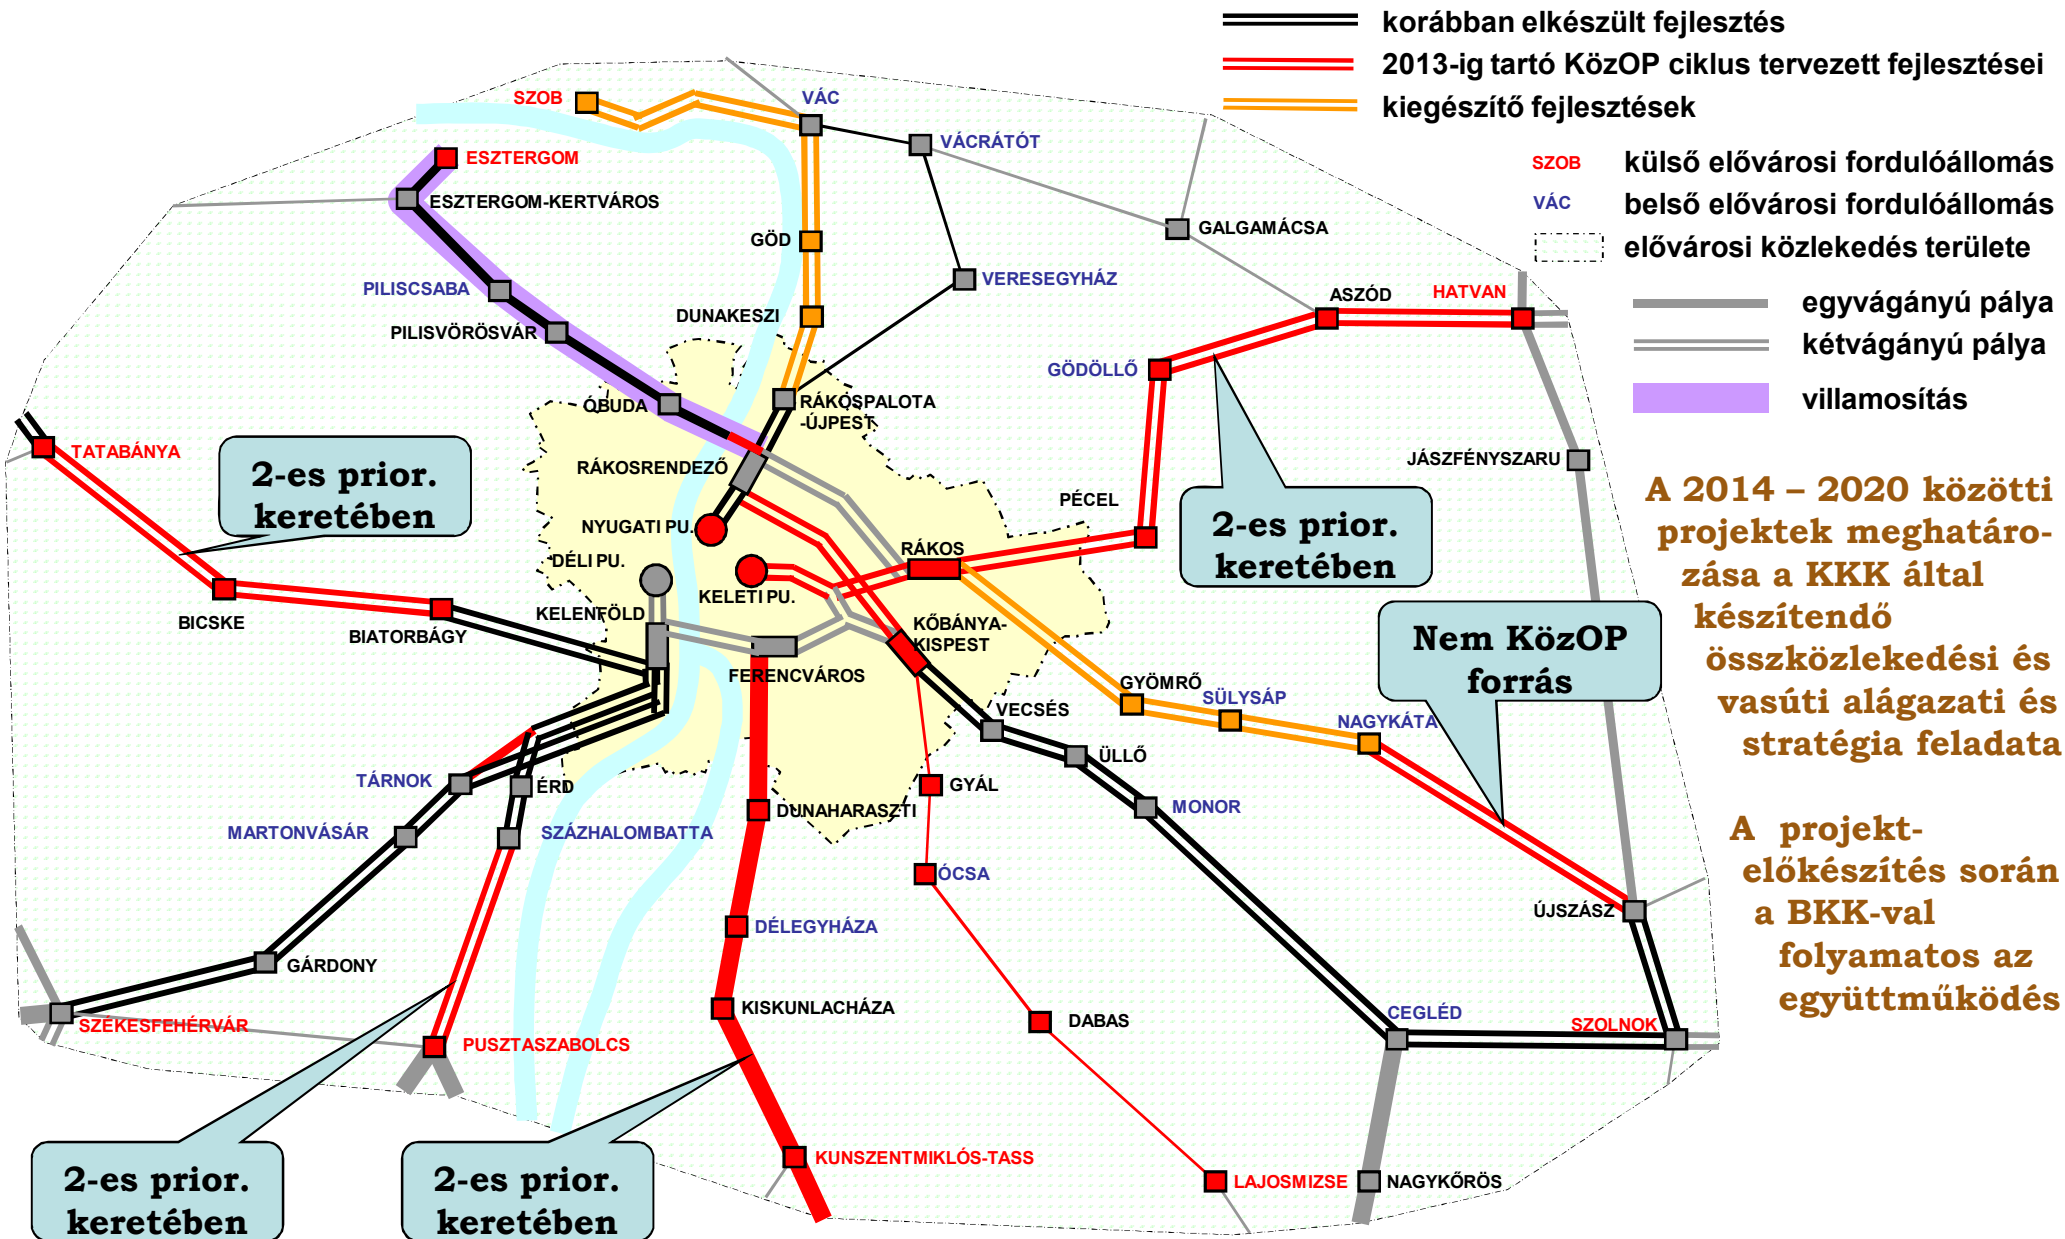 korábban elkészült fejlesztés
2013-ig tartó KözOP ciklus tervezett fejlesztései
kiegészítő fejlesztések
SZOB külső elővárosi fordulóállomás
VÁC belső elővárosi fordulóállomás
elővárosi közlekedés területe
egyvágányú pálya
kétvágányú pálya
villamosítás
SZOB
VÁC
VÁCRÁTÓT
ESZTERGOM
ESZTERGOM-KERTVÁROS
GALGAMÁCSA
GÖD
VERESEGYHÁZ
PILISCSABA
ASZÓD
HATVAN
DUNAKESZI
PILISVÖRÖSVÁR
GÖDÖLLŐ
ÓBUDA
RÁKOSPALOTA
-ÚJPEST
TATABÁNYA
2-es prior.
keretében
RÁKOSRENDEZŐ
JÁSZFÉNYSZARU
PÉCEL
2-es prior.
keretében
NYUGATI PU.
DÉLI PU.
RÁKOS
KELETI PU.
KELENFÖLD
BICSKE
BIATORBÁGY
KŐBÁNYA-
KISPEST
FERENCVÁROS
Nem KözOP
forrás
GYÖMRŐ
SÜLYSÁP
NAGYKÁTA
VECSÉS
ÜLLŐ
TÁRNOK
ÉRD
GYÁL
DUNAHARASZTI
MONOR
MARTONVÁSÁR
SZÁZHALOMBATTA
ÓCSA
ÚJSZÁSZ
DÉLEGYHÁZA
GÁRDONY
KISKUNLACHÁZA
DABAS
CEGLÉD
SZOLNOK
SZÉKESFEHÉRVÁR
PUSZTASZABOLCS
KUNSZENTMIKLÓS-TASS
LAJOSMIZSE
NAGYKŐRÖS
2-es prior.
keretében
2-es prior.
keretében
A 2014 – 2020 közötti
projektek meghatáro-
zása a KKK által
készítendő
összközlekedési és
vasúti alágazati és
stratégia feladata
A projekt-
előkészítés során
a BKK-val
folyamatos az
együttműködés